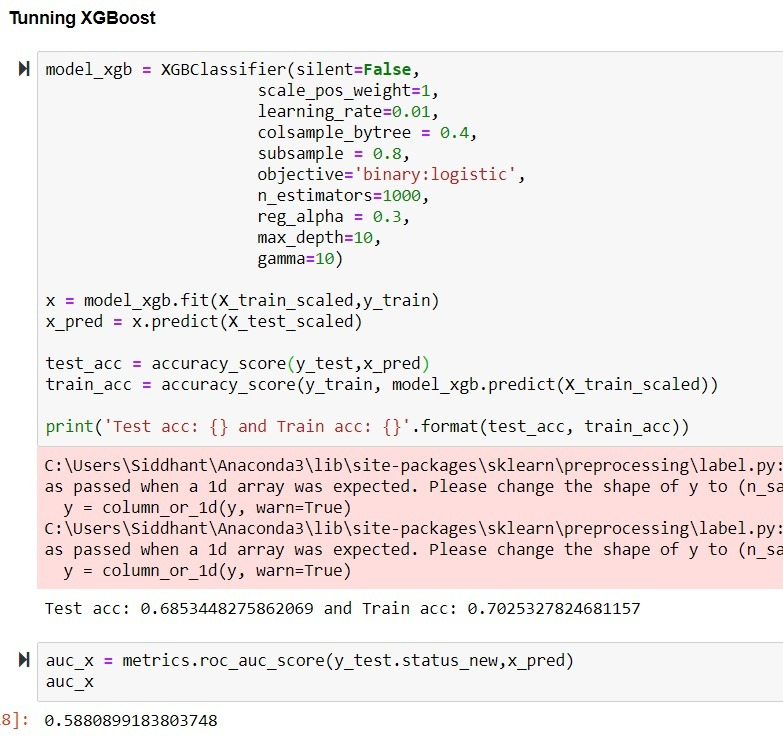 Tunning XGBoost
model_xgb = XGBClassifier(silent=False,
scale_pos_weight=1,
learning_rate=0.01,
colsample_bytree = 0.4,
subsample = 0.8,
objective='binary:logistic',
n_estimators=1000,
reg_alpha = 0.3,
max_depth=10,
gamma=10)
x = model_xgb.fit(X_train_scaled,y_train)
x_pred = x.predict(X_test_scaled)
test_acc = accuracy_score(y_test,x_pred)
train_acc = accuracy_score(y_train, model_xgb.predict(X_train_scaled))
print('Test acc: {} and Train acc: {}'.format(test_acc, train_acc))
C:\Users\Siddhant\Anaconda3\lib\site-packages\sklearn\preprocessing\label.py:
as passed when a 1d array was expected. Please change the shape of y to (n_sa
y = column_or_1d(y, warn=True)
C:\Users\Siddhant\Anaconda3\lib\site-packages\sklearn\preprocessing\label.py:
as passed when a 1d array was expected. Please change the shape of y to (n_sa
y = column_or_1d(y, warn=True)
Test acc: 0.6853448275862069 and Train acc: 0.7025327824681157
auc_x = metrics.roc_auc_score(y_test.status_new,x_pred)
auc_x
8]: 0.5880899183803748